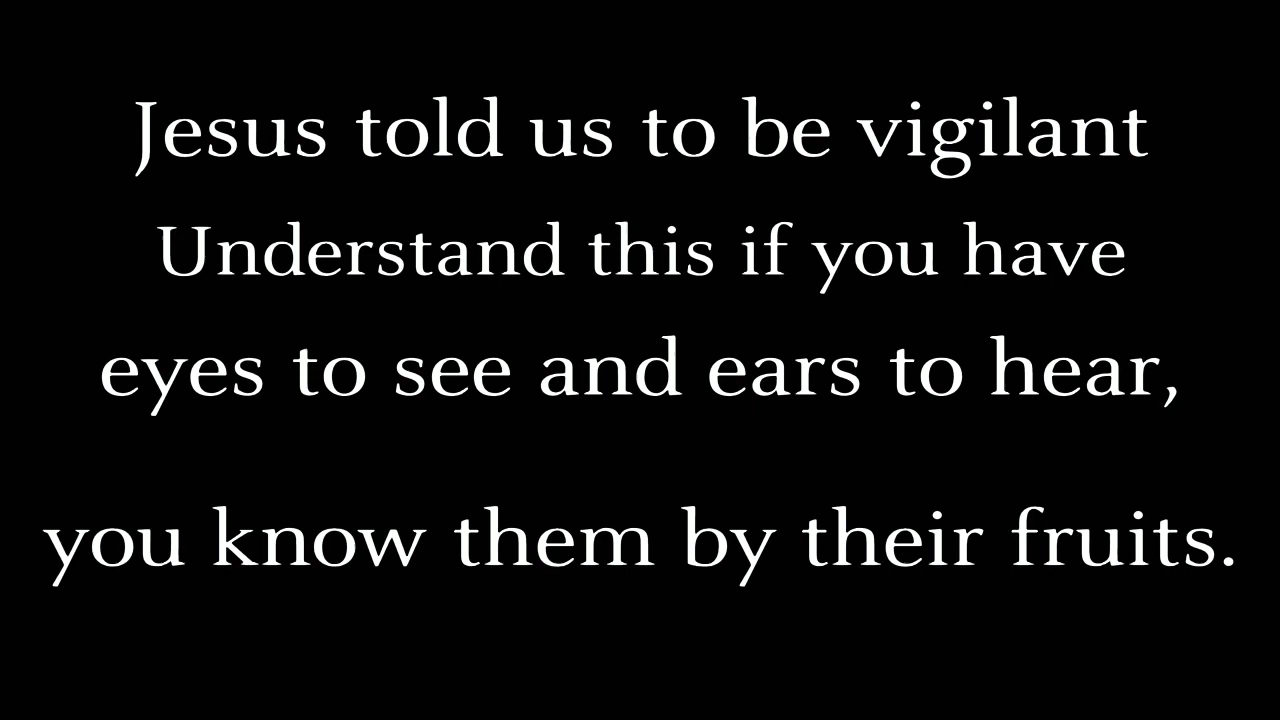 Jesus told us to be vigilant
Understand this if you have
eyes to see and ears to hear,
you know them by their fruits.